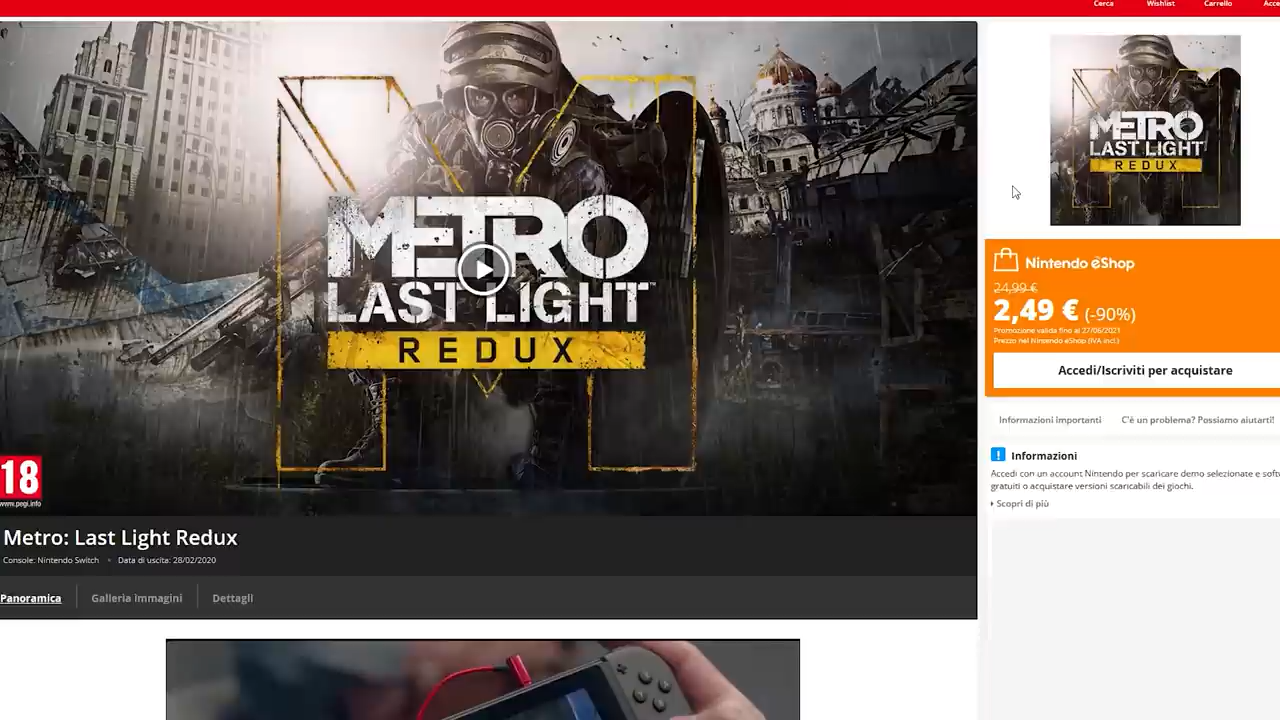 Cerca Wishlist Carrello Acce
METRO
LAST LIGHT™
REDUX
METRO
LAST LIGHT
REDUX
Nintendo eShop
24,99 €
2,49 € (-90%)
Promozione valida fino al 27/06/2021
Prezzo nel Nintendo eShop (IVA incl.)
Accedi/Iscriviti per acquistare
Informazioni importanti C'è un problema? Possiamo aiutarti!
! Informazioni
Accedi con un account Nintendo per scaricare demo selezionate e softw
gratuiti o acquistare versioni scaricabili dei giochi.
Scopri di più
18
www.pegi.info
Metro: Last Light Redux
Console: Nintendo Switch • Data di uscita: 28/02/2020
Panoramica Galleria immagini Dettagli